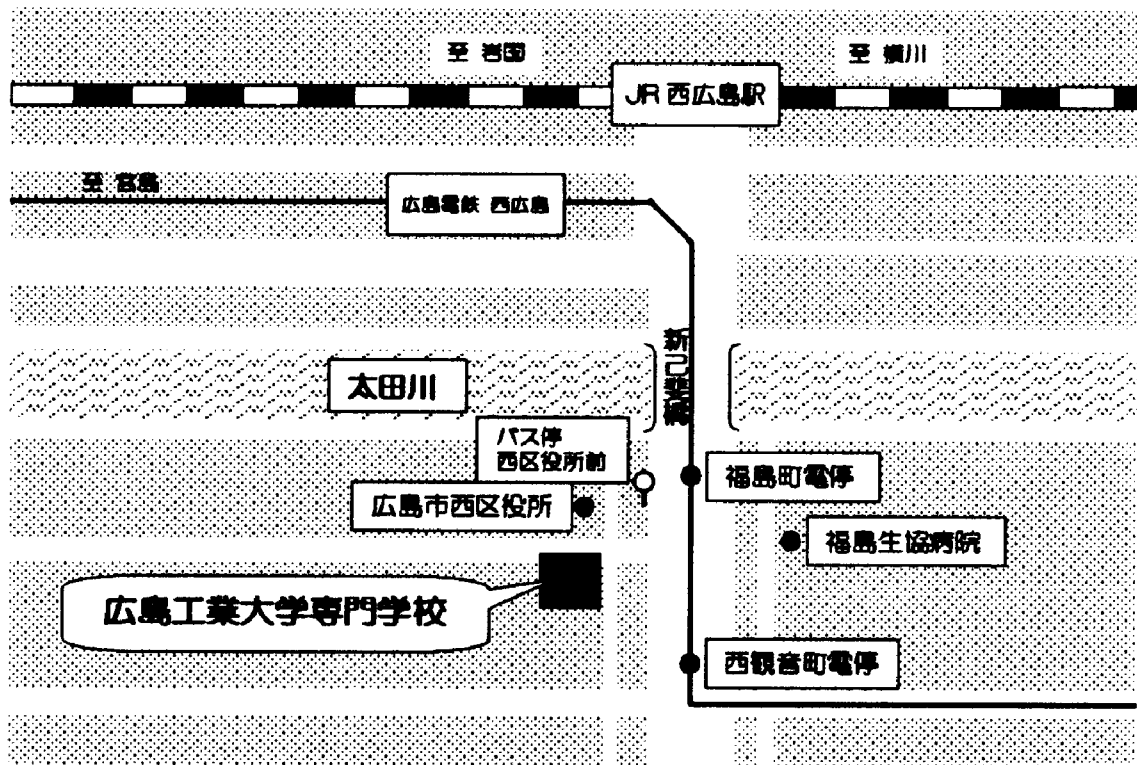 至 岩国
至 横川
JR 西広島駅
至 宮島
広島電鉄 西広島
新己斐橋
太田川
バス停
西区役所前
福島町電停
広島市西区役所
福島生協病院
広島工業大学専門学校
西観音町電停